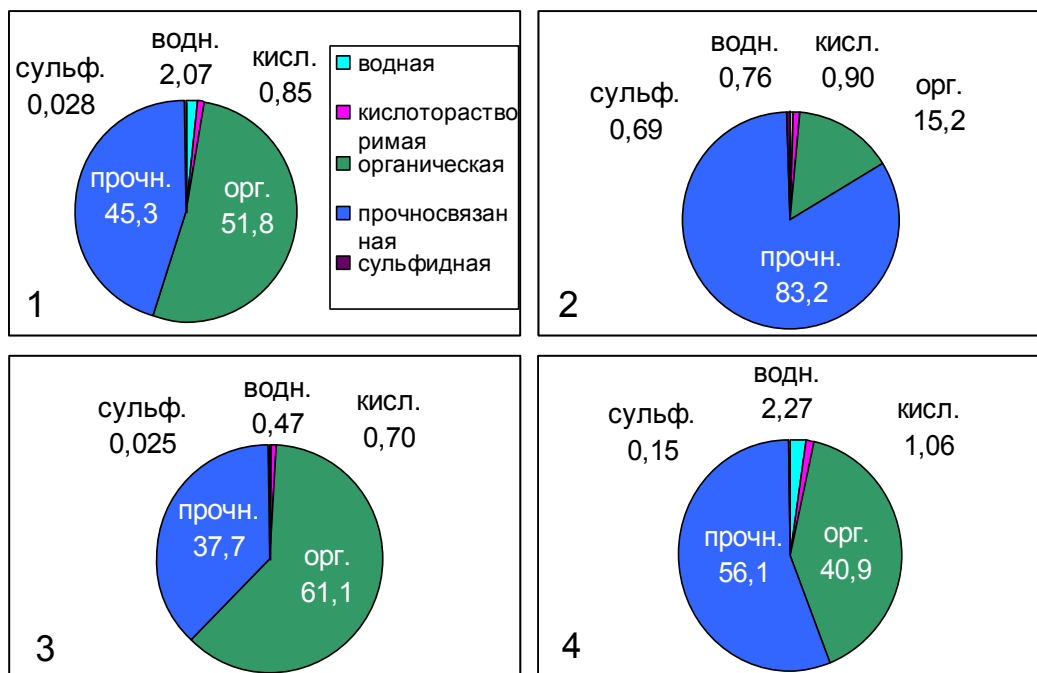 водн.
2,07
сульф.
0,028
кисл.
0,85
прочн.
45,3
орг.
51,8
1
водная
кислотораство
римая
органическая
прочносвязан
ная
сульфидная
водн.
0,76
кисл.
0,90
сульф.
0,69
орг.
15,2
прочн.
83,2
2
водн.
0,47
сульф.
0,025
кисл.
0,70
прочн.
37,7
орг.
61,1
3
водн.
2,27
сульф.
0,15
кисл.
1,06
прочн.
56,1
орг.
40,9
4